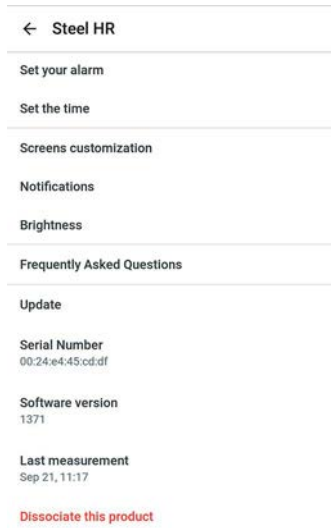 Steel HR
Set your alarm
Set the time
Screens customization
Notifications
Brightness
Frequently Asked Questions
Update
Serial Number
00:24:e4:45:cd:df
Software version
1371
Last measurement
Sep 21, 11:17
Dissociate this product